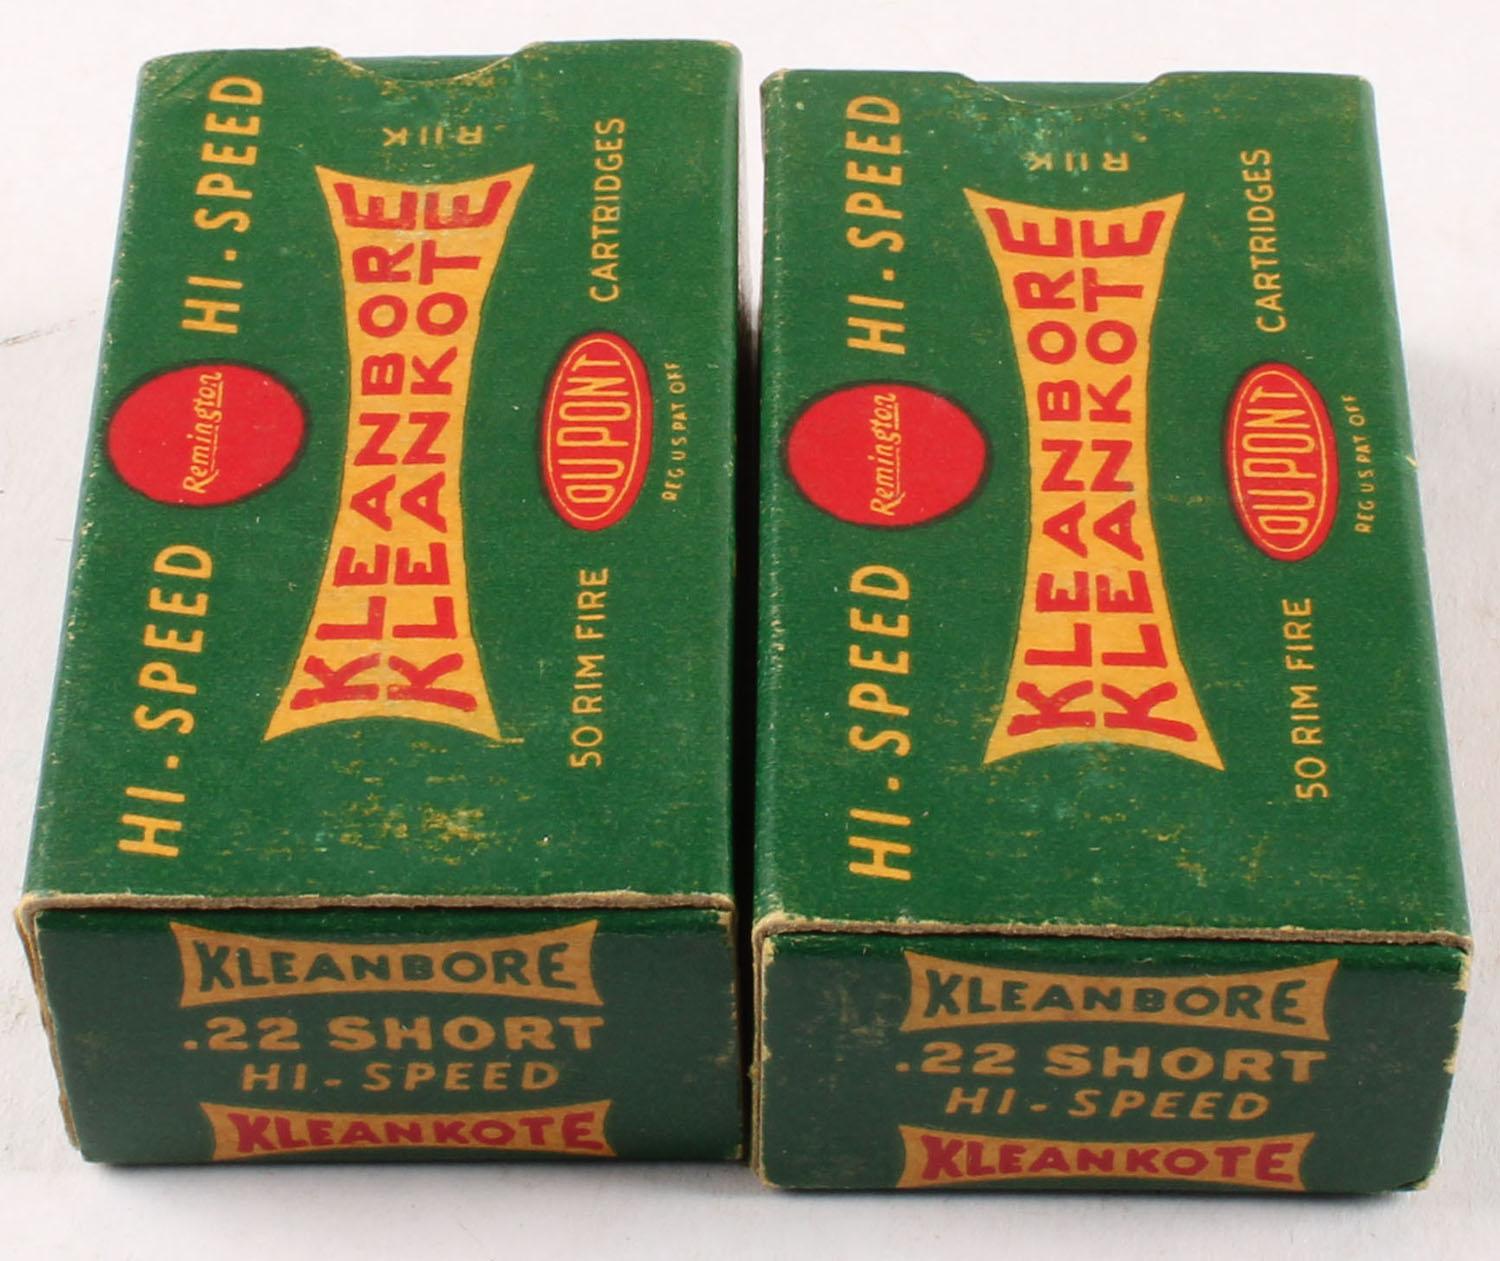 HI-SPEED Remington HI-SPEED
KLEANBORE
KLEANKOTE
50 RIM FIRE DUPONT CARTRIDGES
REG US PAT OFF
R11K
KLEANBORE
.22 SHORT
HI-SPEED
KLEANKOTE
HI-SPEED Remington HI-SPEED
KLEANBORE
KLEANKOTE
50 RIM FIRE DUPONT CARTRIDGES
REG US PAT OFF
R11K
KLEANBORE
.22 SHORT
HI-SPEED
KLEANKOTE